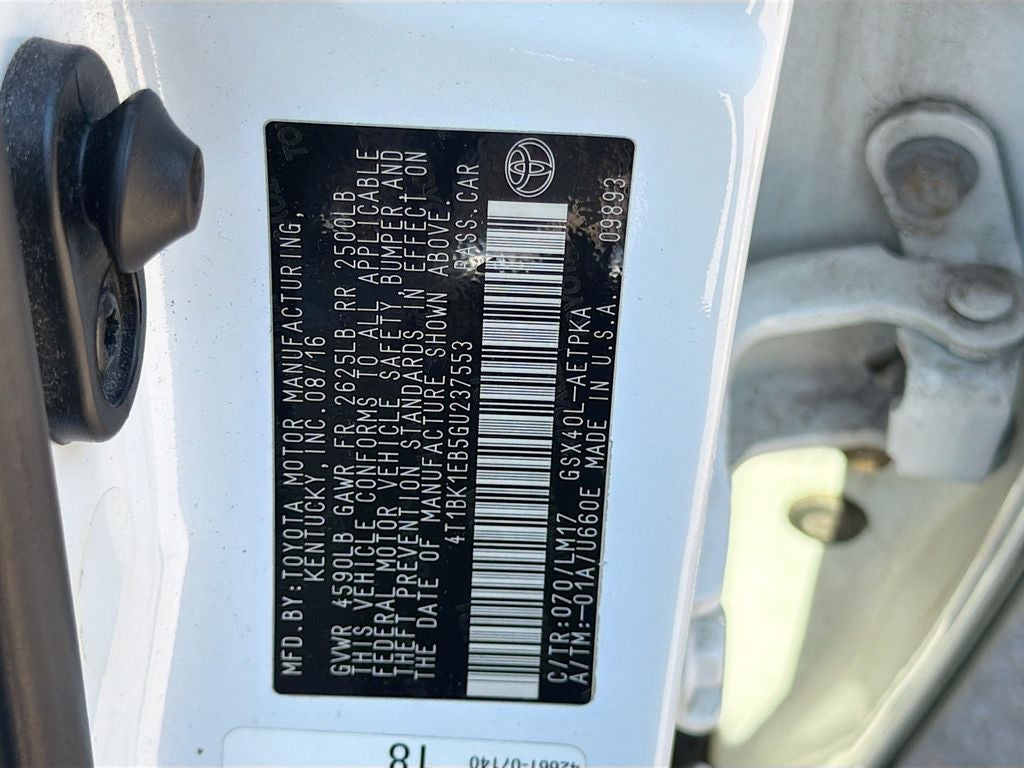 MFD.BY:TOYOTA MOTOR MANUFACTURING,
KENTUCKY,INC.08/16
GVWR 4590LB GAWR FR 2625LB RR 2500LB
THIS VEHICLE CONFORMS TO ALL APPLICABLE
FEDERAL MOTOR VEHICLE SAFETY,BUMPER,AND
THEFT PREVENTION STANDARDS IN EFFECT ON
THE DATE OF MANUFACTURE SHOWN ABOVE.
4T1BK1EB5GU237553 PASS.CAR
C/TR:070/LM17 GSX40L-AETPKA
A/TM:-01A/U660E MADE IN U.S.A. 09893
18
42661-07140